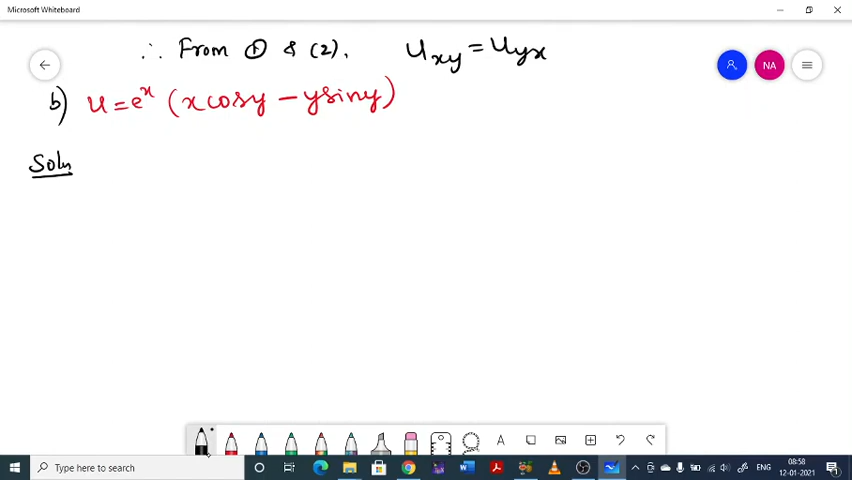 Microsoft Whiteboard
∴ From ① & (2), uxy = uyx
NA
b) u = eˣ (x cosy - y siny)
Soln
A
Type here to search
ENG
08:58
12-01-2021